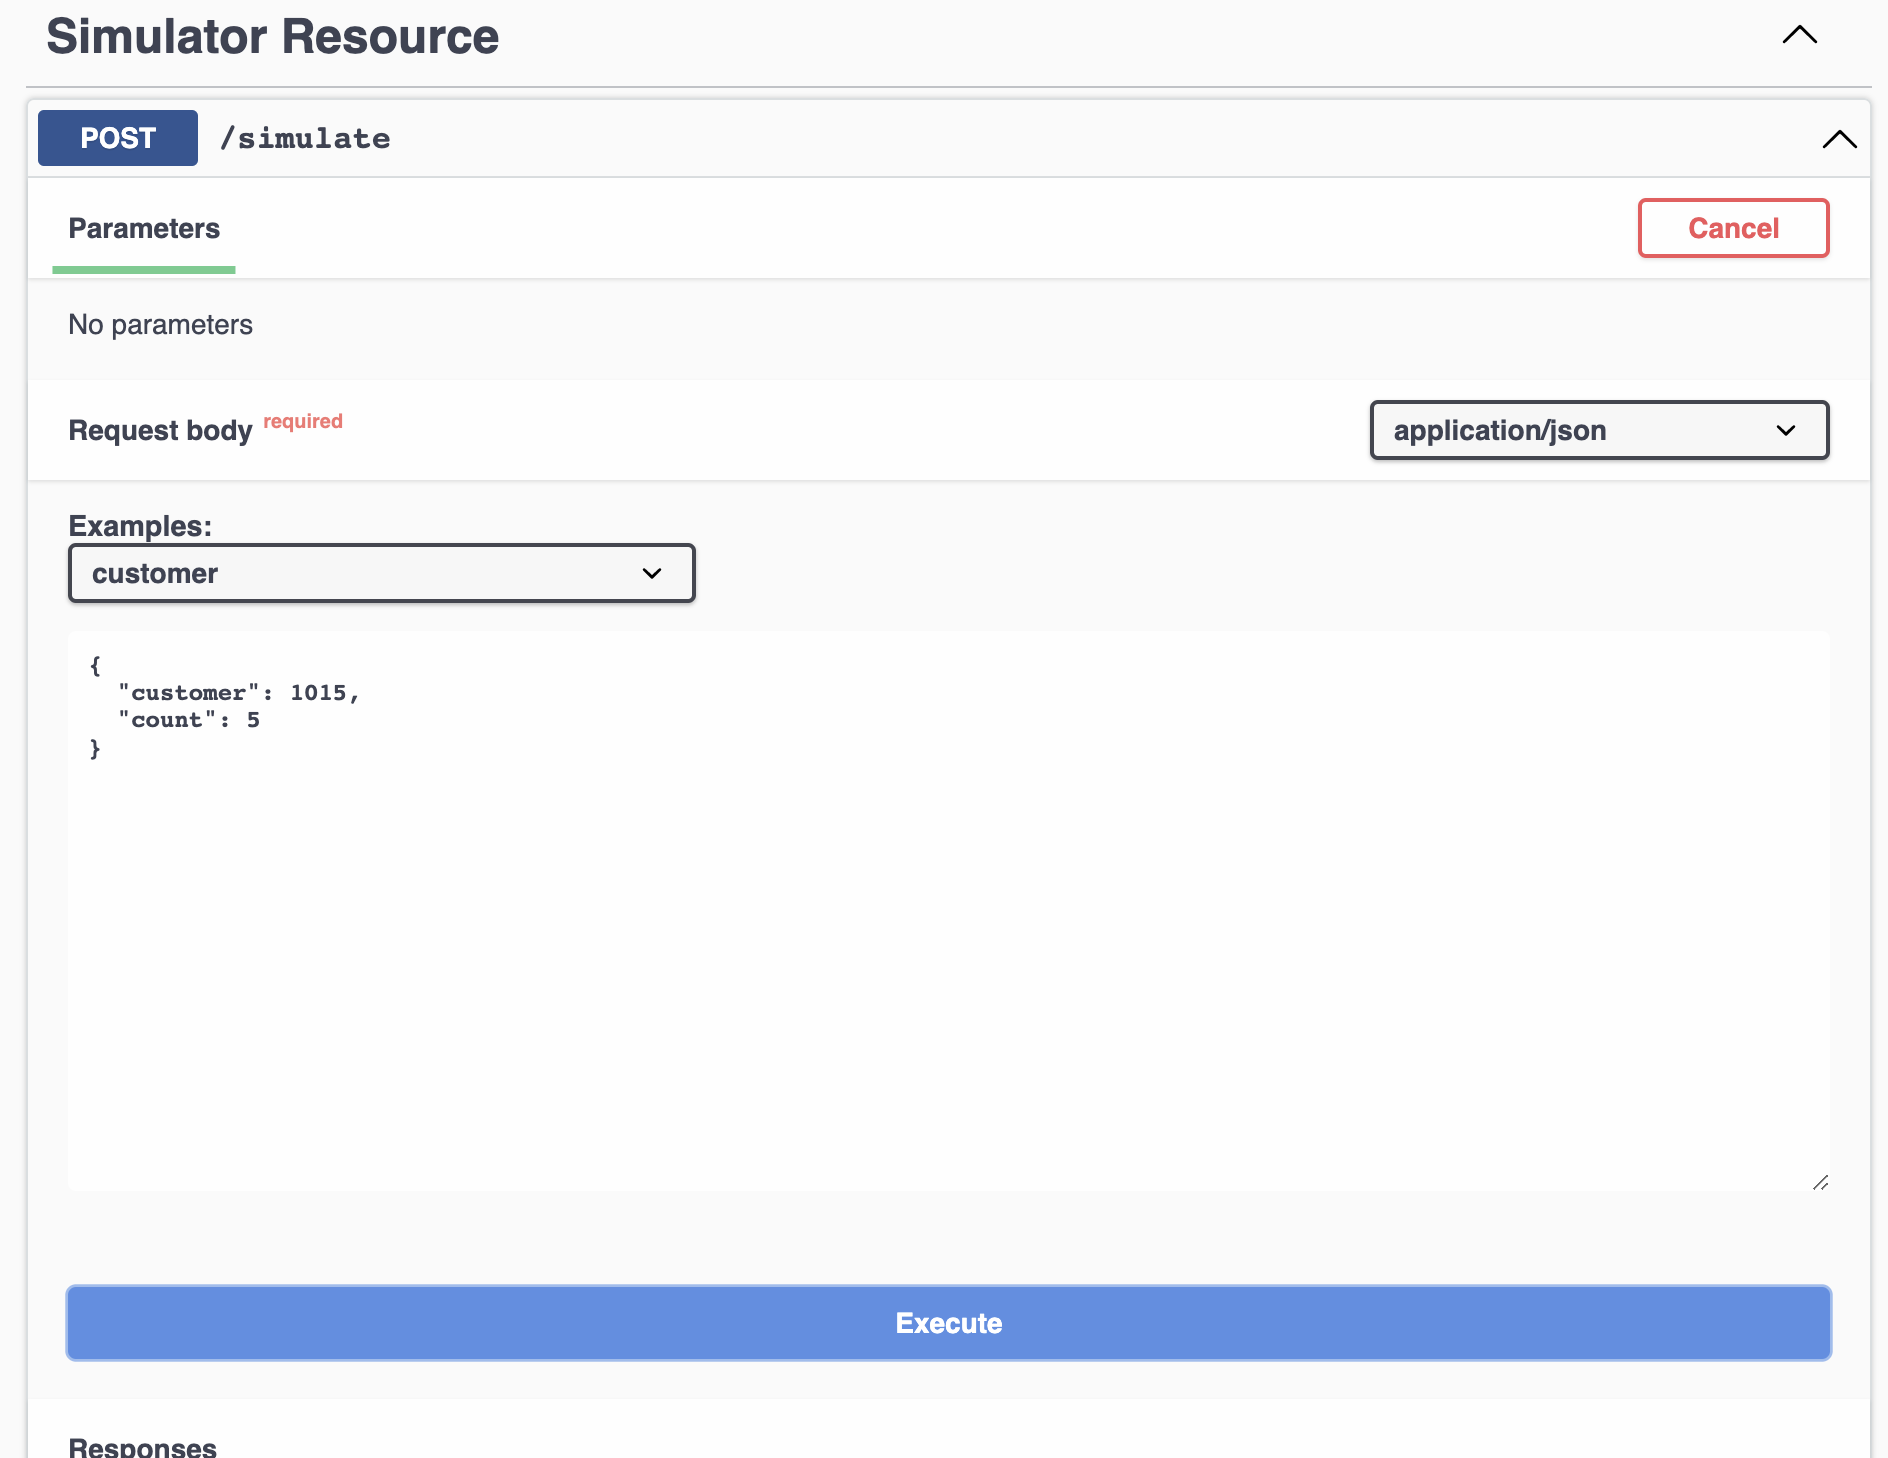 Simulator Resource
POST /simulate
Parameters
Cancel
No parameters
Request body required
application/json
Examples:
customer
{
  "customer": 1015,
  "count": 5
}
Execute
Responses